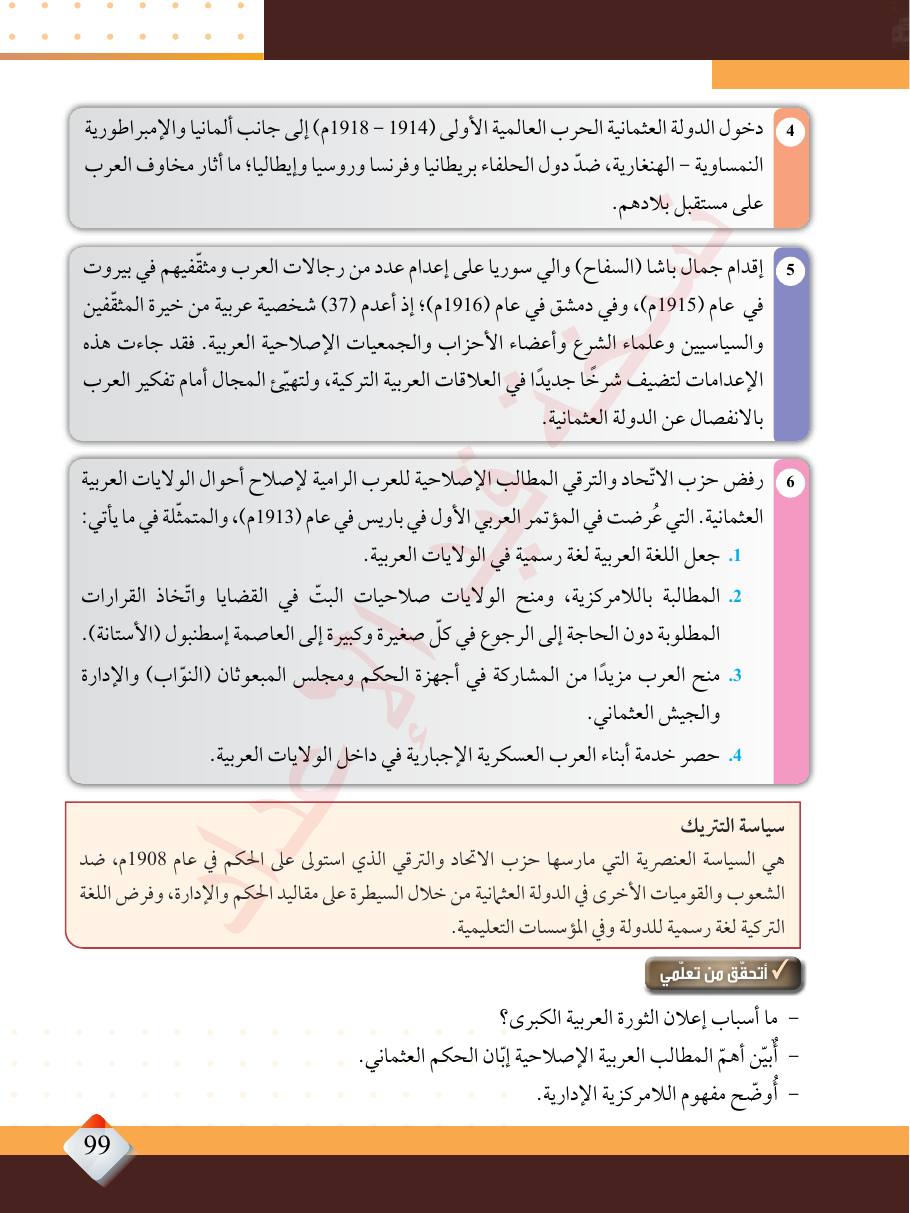 4
دخول الدولة العثمانية الحرب العالمية الأولى (1914 – 1918م) إلى جانب ألمانيا والإمبراطورية
النمساوية – الهنغارية، ضدّ دول الحلفاء بريطانيا وفرنسا وروسيا وإيطاليا؛ ما أثار مخاوف العرب
على مستقبل بلادهم.
5
إقدام جمال باشا (السفاح) والي سوريا على إعدام عدد من رجالات العرب ومثقّفيهم في بيروت
في عام (1915م)، وفي دمشق في عام (1916م)؛ إذ أعدم (37) شخصية عربية من خيرة المثقّفين
والسياسيين وعلماء الشرع وأعضاء الأحزاب والجمعيات الإصلاحية العربية. فقد جاءت هذه
الإعدامات لتضيف شرخًا جديدًا في العلاقات العربية التركية، ولتهيّئ المجال أمام تفكير العرب
بالانفصال عن الدولة العثمانية.
6
رفض حزب الاتّحاد والترقي المطالب الإصلاحية للعرب الرامية لإصلاح أحوال الولايات العربية
العثمانية. التي عُرضت في المؤتمر العربي الأول في باريس في عام (1913م)، والمتمثّلة في ما يأتي:
1. جعل اللغة العربية لغة رسمية في الولايات العربية.
2. المطالبة باللامركزية، ومنح الولايات صلاحيات البتّ في القضايا واتّخاذ القرارات
المطلوبة دون الحاجة إلى الرجوع في كلّ صغيرة وكبيرة إلى العاصمة إسطنبول (الأستانة).
3. منح العرب مزيدًا من المشاركة في أجهزة الحكم ومجلس المبعوثان (النوّاب) والإدارة
والجيش العثماني.
4. حصر خدمة أبناء العرب العسكرية الإجبارية في داخل الولايات العربية.
سياسة التتريك
هي السياسة العنصرية التي مارسها حزب الاتحاد والترقي الذي استولى على الحكم في عام 1908م، ضد
الشعوب والقوميات الأخرى في الدولة العثمانية من خلال السيطرة على مقاليد الحكم والإدارة، وفرض اللغة
التركية لغة رسمية للدولة وفي المؤسسات التعليمية.
✓ أتحقّق من تعلّمي
– ما أسباب إعلان الثورة العربية الكبرى؟
– أُبيّن أهمّ المطالب العربية الإصلاحية إبّان الحكم العثماني.
– أُوضّح مفهوم اللامركزية الإدارية.
99
نسخة قيد الإعداد